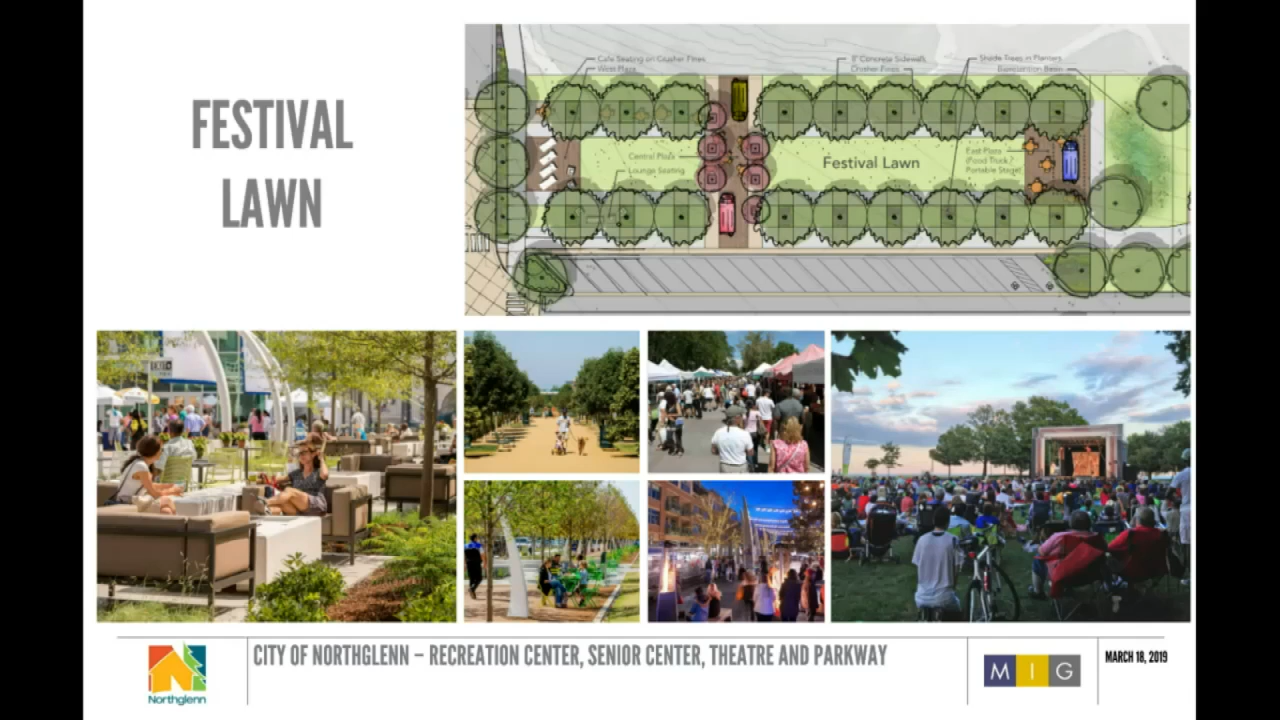 FESTIVAL
LAWN
Cafe Seating on Crusher Fines
West Plaza
8' Concrete Sidewalk
Crusher Fines
Shade Trees in Planters
Bioretention Basin
Central Plaza
Lounge Seating
Festival Lawn
East Plaza
(Food Truck /
Portable Stage)
CITY OF NORTHGLENN – RECREATION CENTER, SENIOR CENTER, THEATRE AND PARKWAY
Northglenn
M I G
MARCH 18, 2019